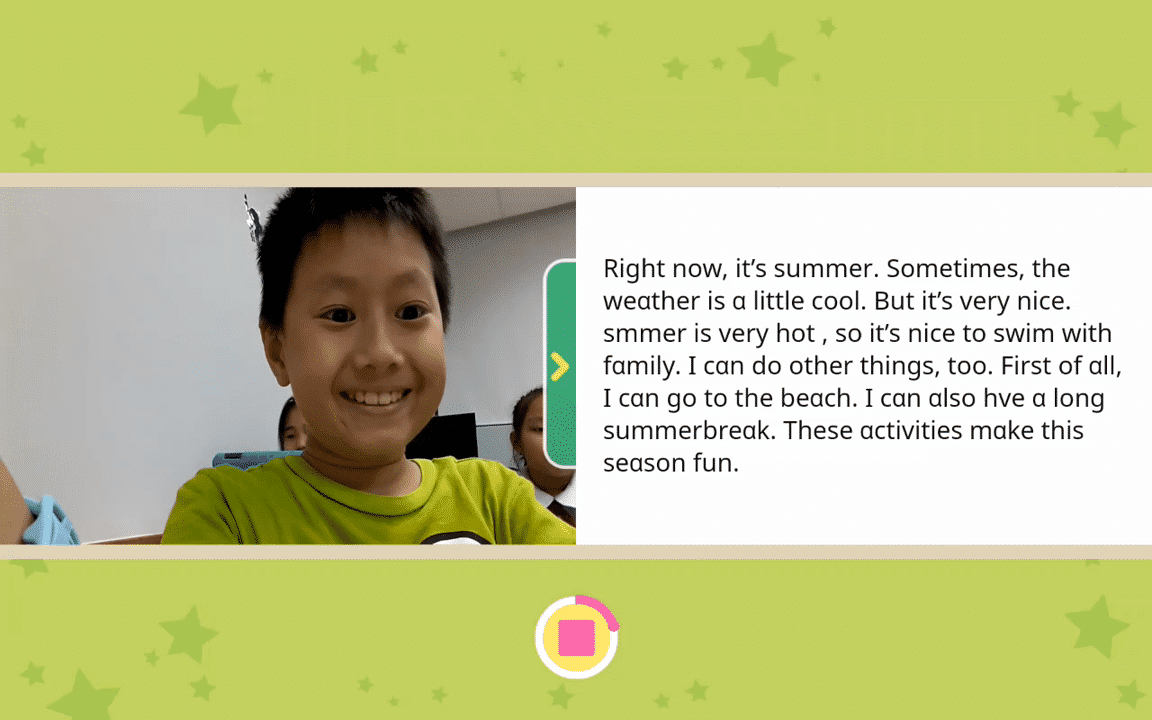 Right now, it’s summer. Sometimes, the
weather is a little cool. But it’s very nice.
smmer is very hot , so it’s nice to swim with
family. I can do other things, too. First of all,
I can go to the beach. I can also hve a long
summerbreak. These activities make this
season fun.